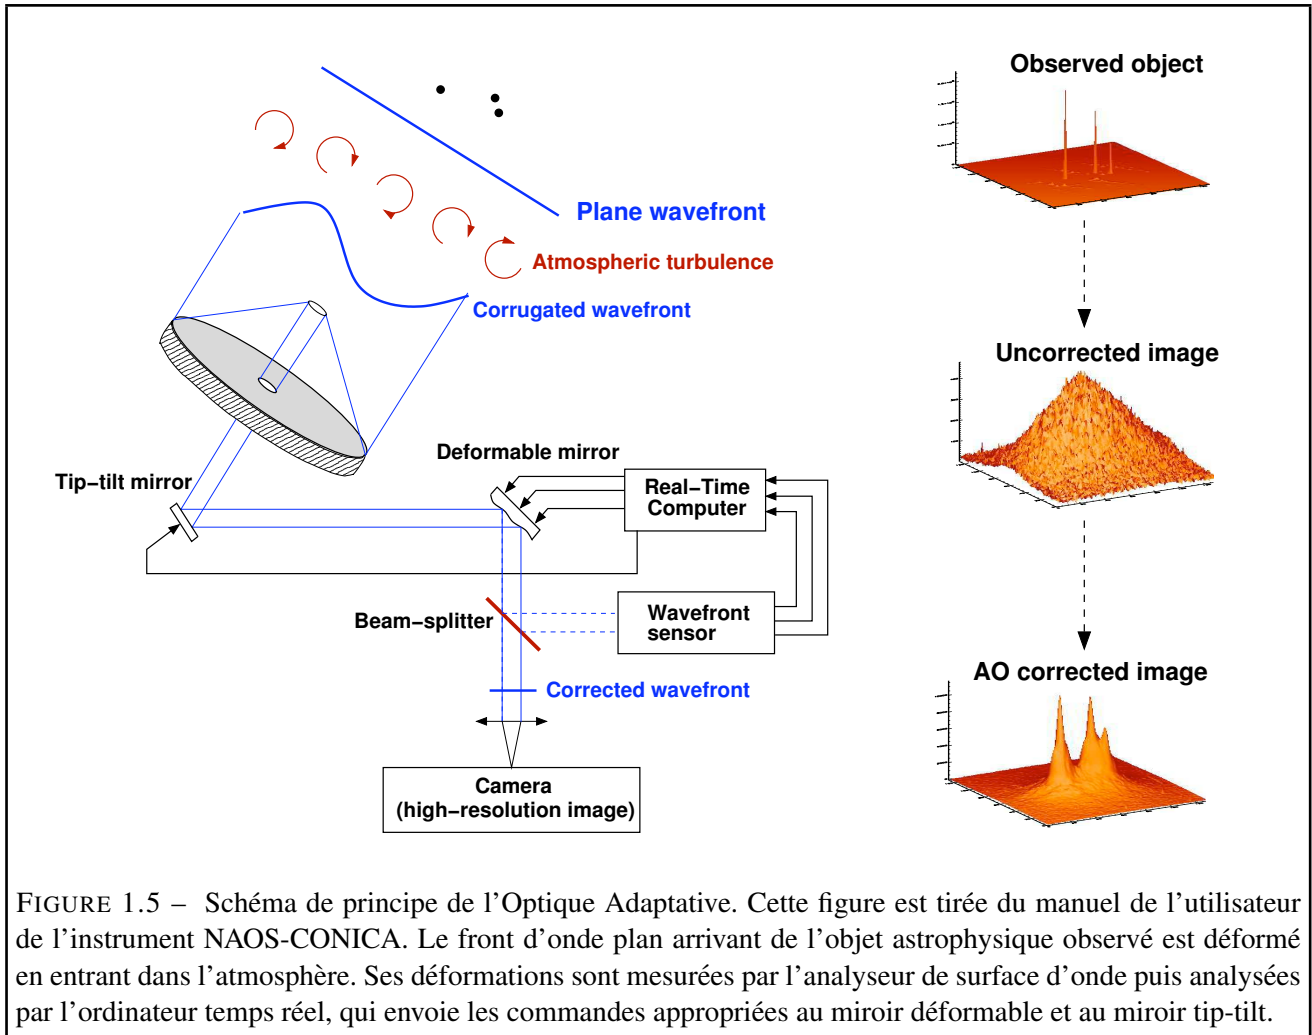 Observed object
Plane wavefront
Atmospheric turbulence
Corrugated wavefront
Uncorrected image
Deformable mirror
Tip−tilt mirror
Real−Time
Computer
Beam−splitter
Wavefront
sensor
AO corrected image
Corrected wavefront
Camera
(high−resolution image)
FIGURE 1.5 – Schéma de principe de l'Optique Adaptative. Cette figure est tirée du manuel de l'utilisateur
de l'instrument NAOS-CONICA. Le front d'onde plan arrivant de l'objet astrophysique observé est déformé
en entrant dans l'atmosphère. Ses déformations sont mesurées par l'analyseur de surface d'onde puis analysées
par l'ordinateur temps réel, qui envoie les commandes appropriées au miroir déformable et au miroir tip-tilt.